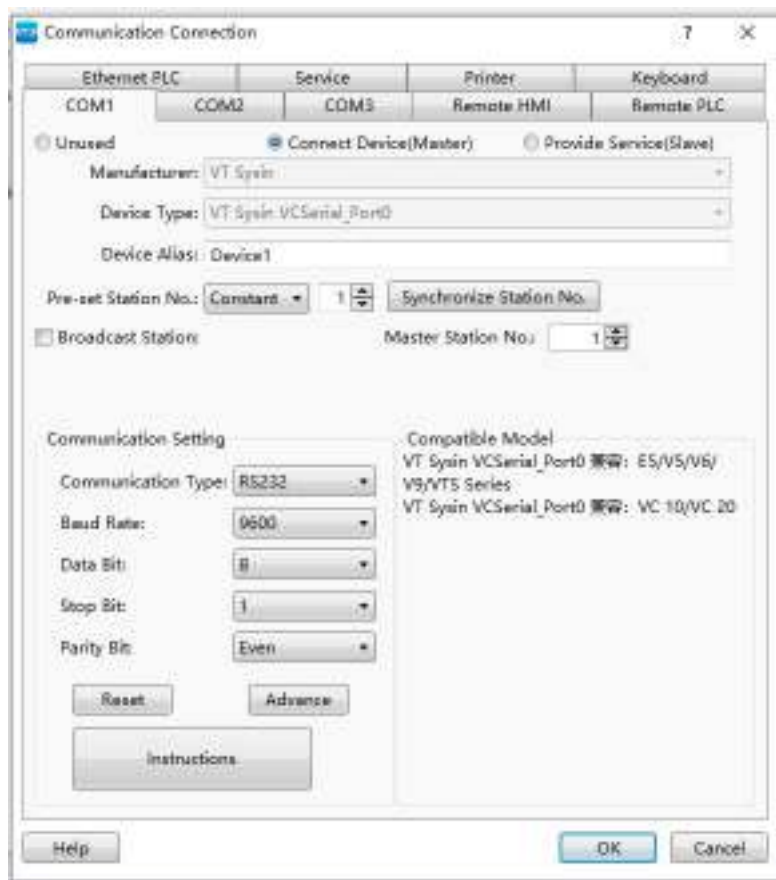 Communication Connection ? ×
Ethernet PLC Service Printer Keyboard
COM1 COM2 COM3 Remote HMI Remote PLC
Unused Connect Device(Master) Provide Service(Slave)
Manufacturer: VT Sysin
Device Type: VT Sysin VCSerial_Port0
Device Alias: Device1
Pre-set Station No.: Constant 1 Synchronize Station No.
Broadcast Station: Master Station No.: 1
Communication Setting
Communication Type: RS232
Baud Rate: 9600
Data Bit: 8
Stop Bit: 1
Parity Bit: Even
Reset Advance
Instructions
Compatible Model
VT Sysin VCSerial_Port0 兼容: E5/V5/V6/
V9/VTS Series
VT Sysin VCSerial_Port0 兼容: VC 10/VC 20
Help OK Cancel